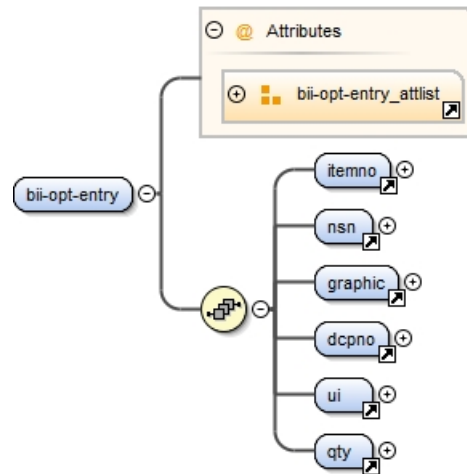 @ Attributes
bii-opt-entry_attlist
bii-opt-entry
itemno
nsn
graphic
dcpno
ui
qty